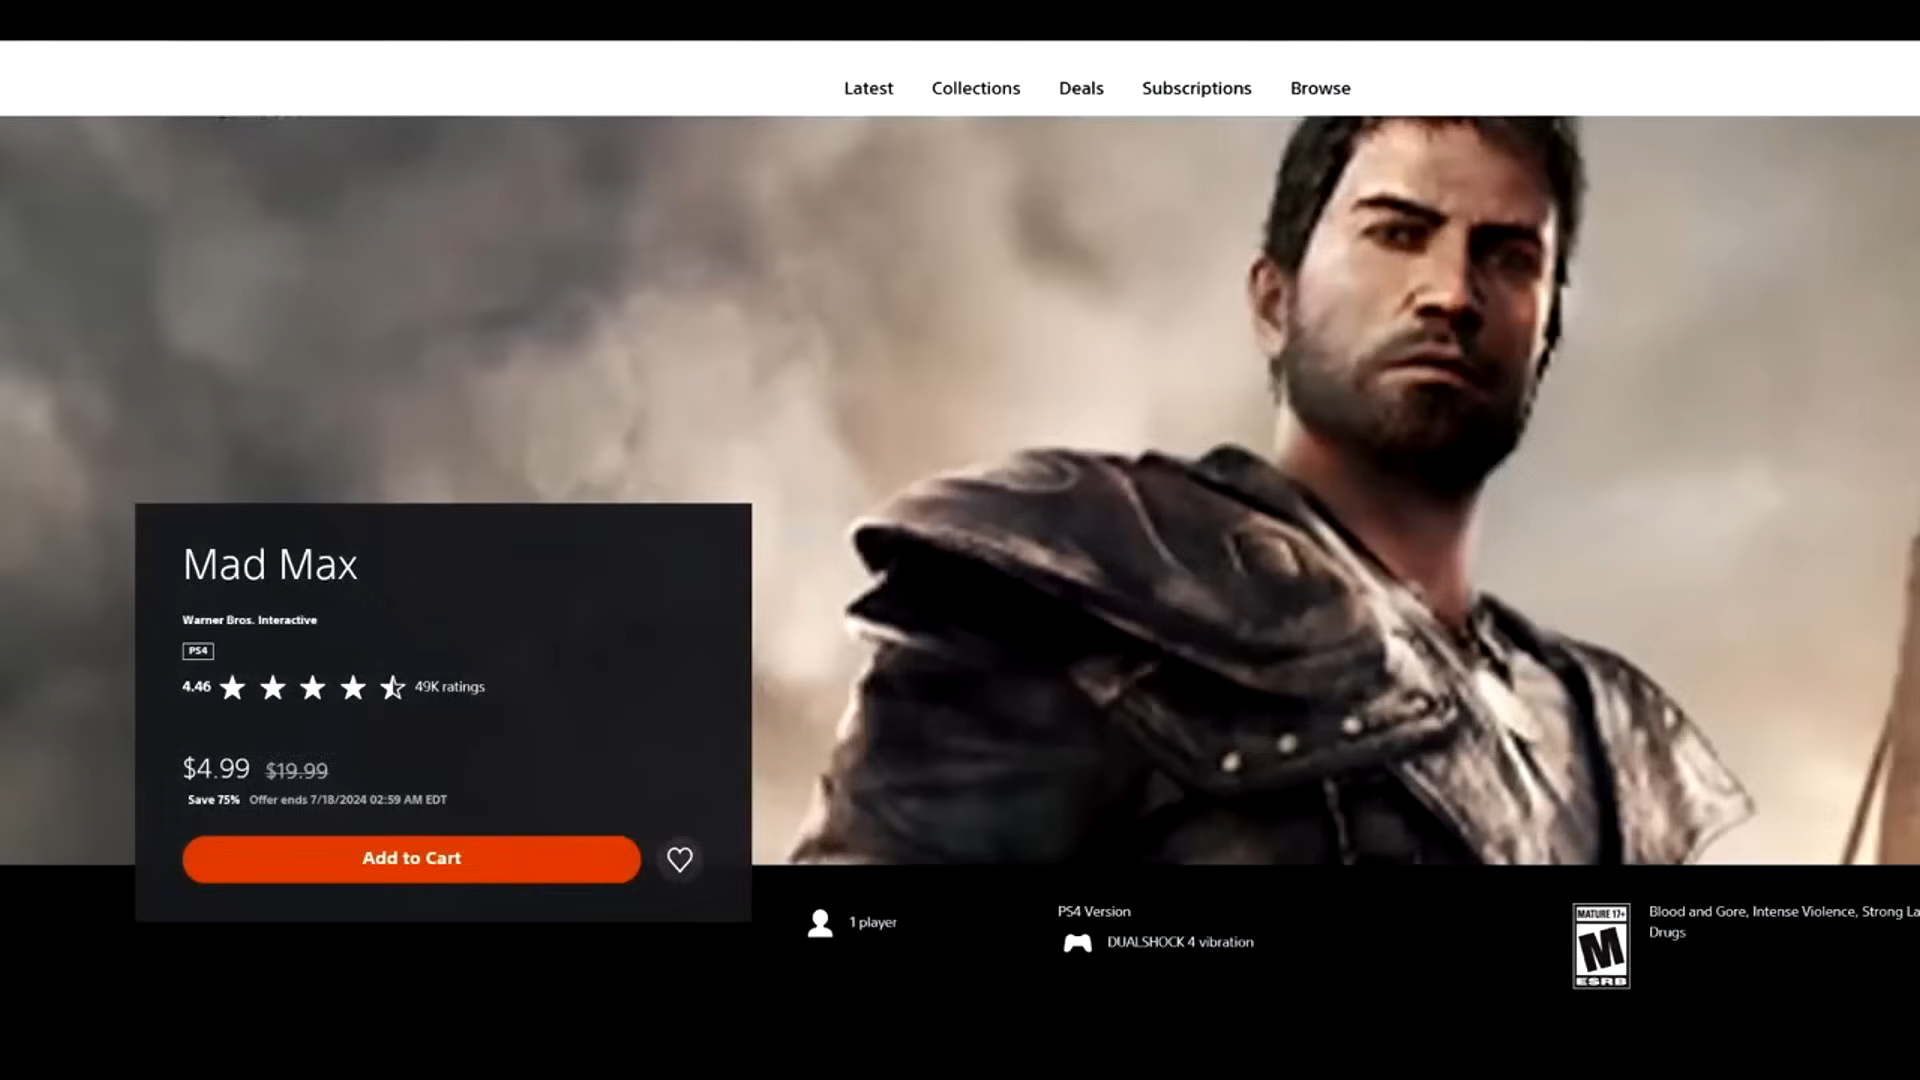 Latest Collections Deals Subscriptions Browse
Mad Max
Warner Bros. Interactive
PS4
4.46 49K ratings
$4.99 $19.99
Save 75% Offer ends 7/18/2024 02:59 AM EDT
Add to Cart
1 player
PS4 Version
DUALSHOCK 4 vibration
MATURE 17+
M
ESRB
Blood and Gore, Intense Violence, Strong La
Drugs